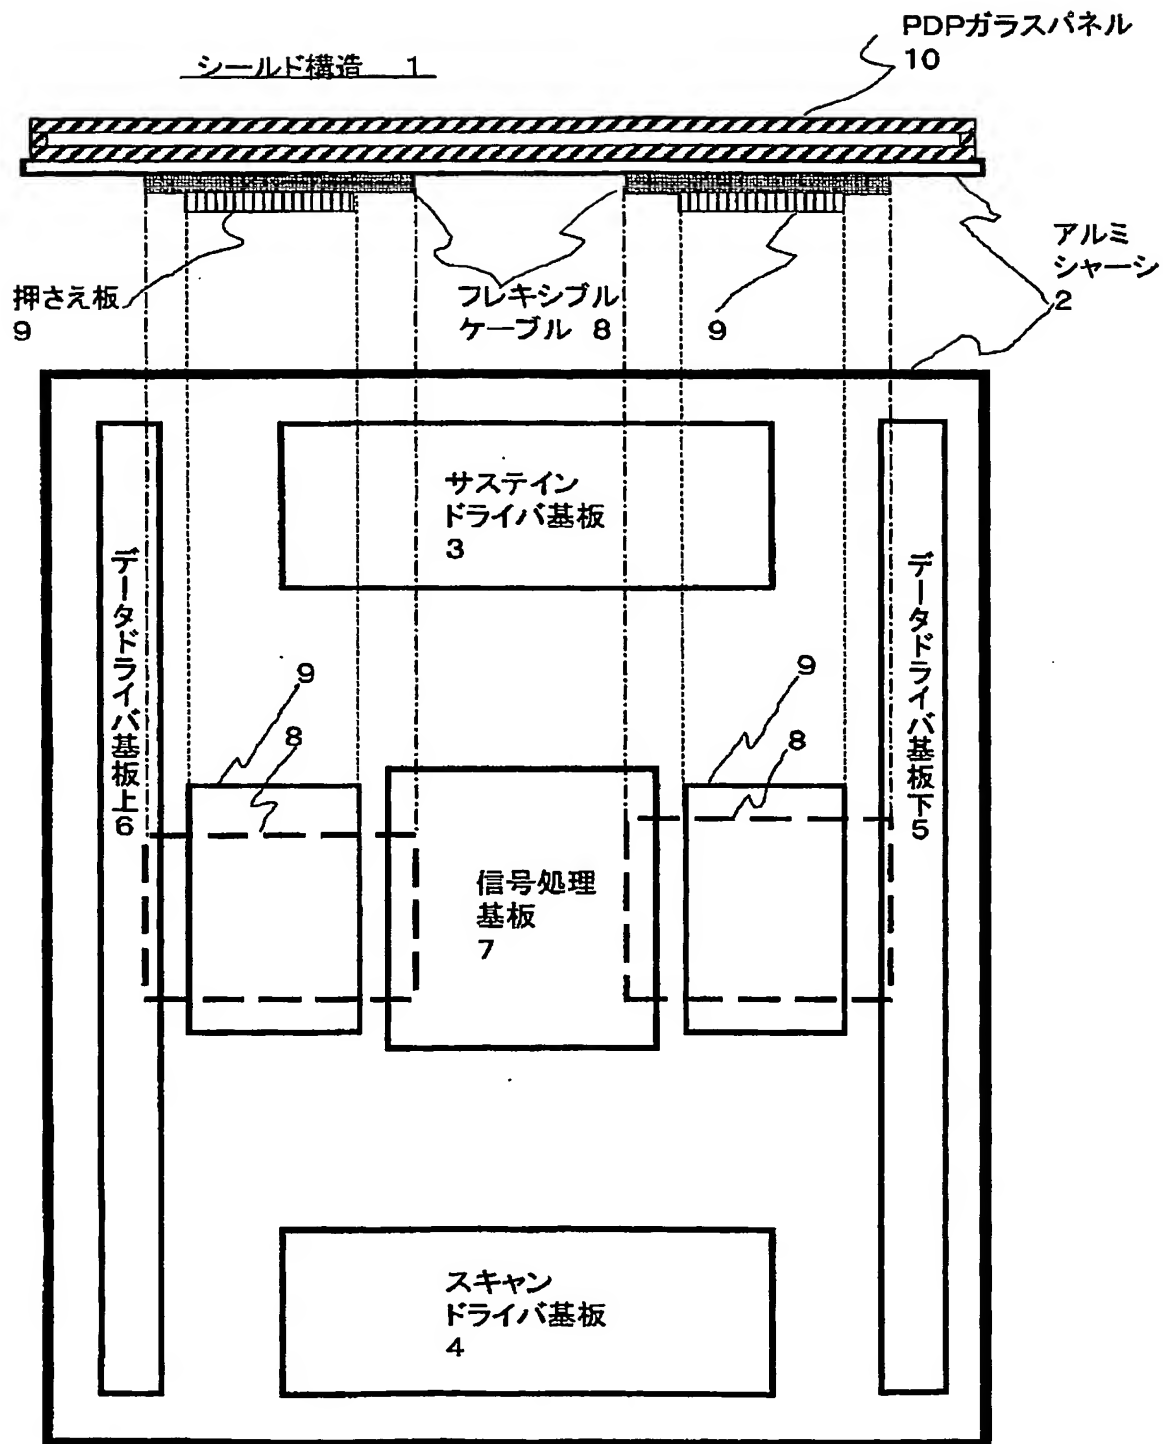 PDPガラスパネル
10
シールド構造 1
アルミ
シャーシ
2
押さえ板
9
フレキシブル
ケーブル 8
9
サステイン
ドライバ基板
3
データドライバ基板上6
データドライバ基板下5
9
8
9
8
信号処理
基板
7
スキャン
ドライバ基板
4